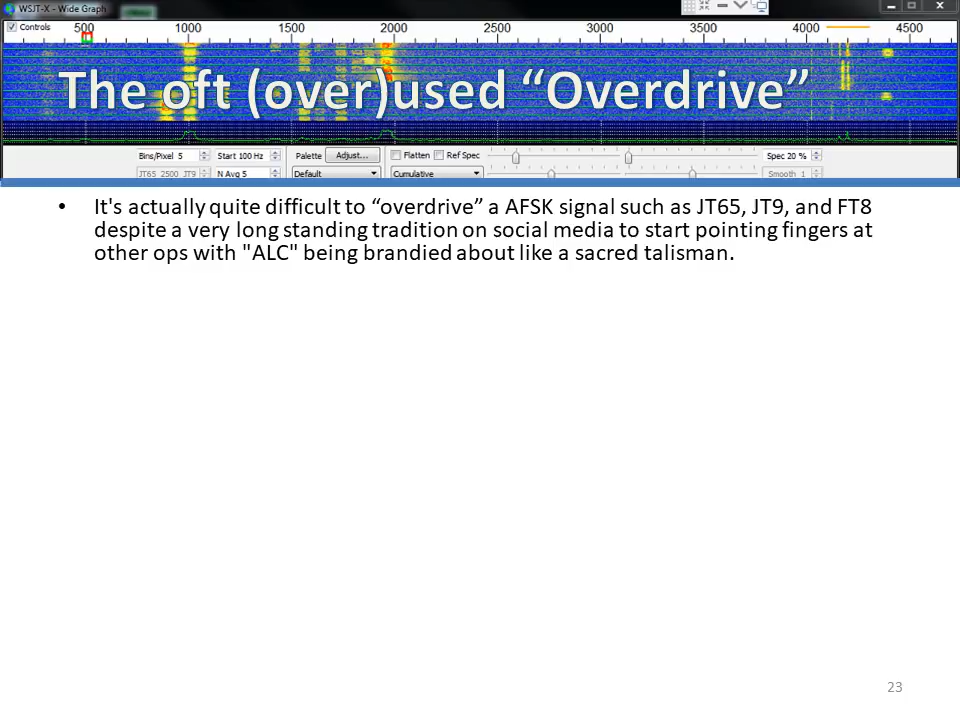 WSJT-X - Wide Graph
Controls 500 1000 1500 2000 2500 3000 3500 4000 4500
The oft (over)used “Overdrive”
Bins/Pixel 5 Start 100 Hz Palette Adjust... Flatten Ref Spec Spec 20 %
JT65 2500 JT9 N Avg 5 Default Cumulative Smooth 1
• It's actually quite difficult to “overdrive” a AFSK signal such as JT65, JT9, and FT8
despite a very long standing tradition on social media to start pointing fingers at
other ops with "ALC" being brandied about like a sacred talisman.
23